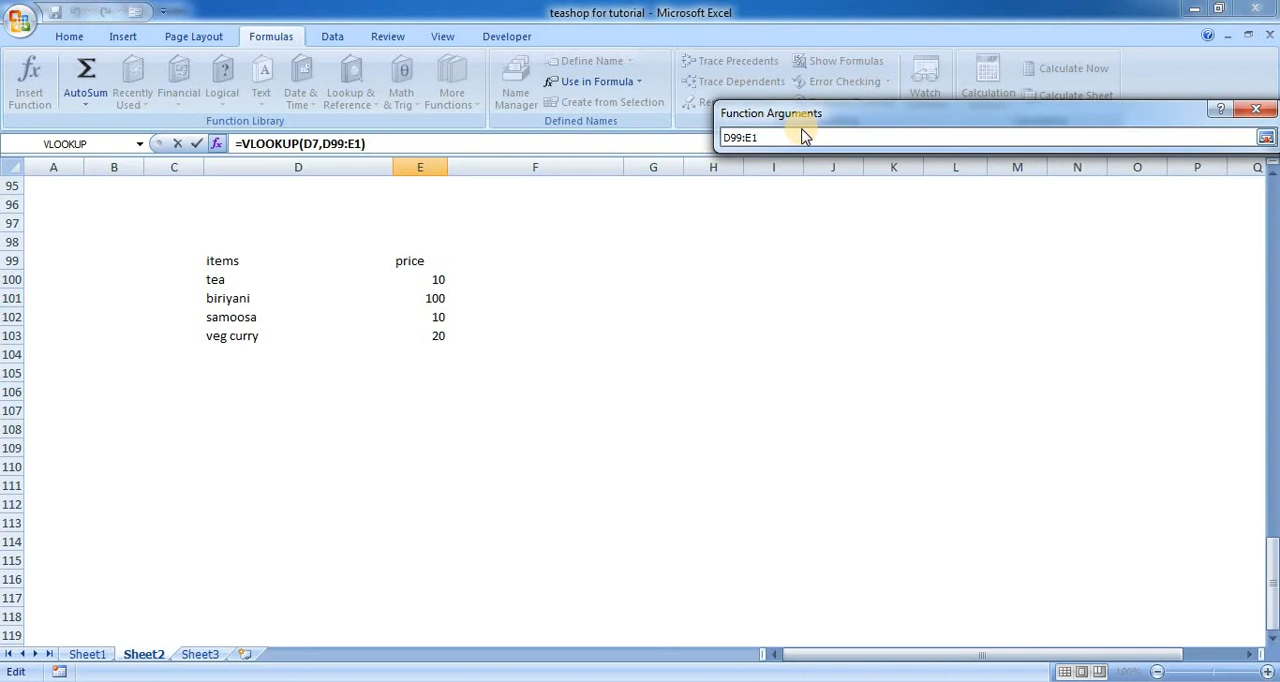 teashop for tutorial - Microsoft Excel
Home Insert Page Layout Formulas Data Review View Developer
Insert Function
AutoSum
Recently Used
Financial
Logical
Text
Date & Time
Lookup & Reference
Math & Trig
More Functions
Function Library
Name Manager
Define Name
Use in Formula
Create from Selection
Defined Names
Trace Precedents
Trace Dependents
Show Formulas
Error Checking
Watch
Calculation
Calculate Now
Calculate Sheet
Function Arguments
D99:E1
VLOOKUP
fx =VLOOKUP(D7,D99:E1)
A B C D E F G H I J K L M N O P Q
95
96
97
98
99 items price
100 tea 10
101 biriyani 100
102 samoosa 10
103 veg curry 20
104
105
106
107
108
109
110
111
112
113
114
115
116
117
118
119
Sheet1 Sheet2 Sheet3
Edit
100%